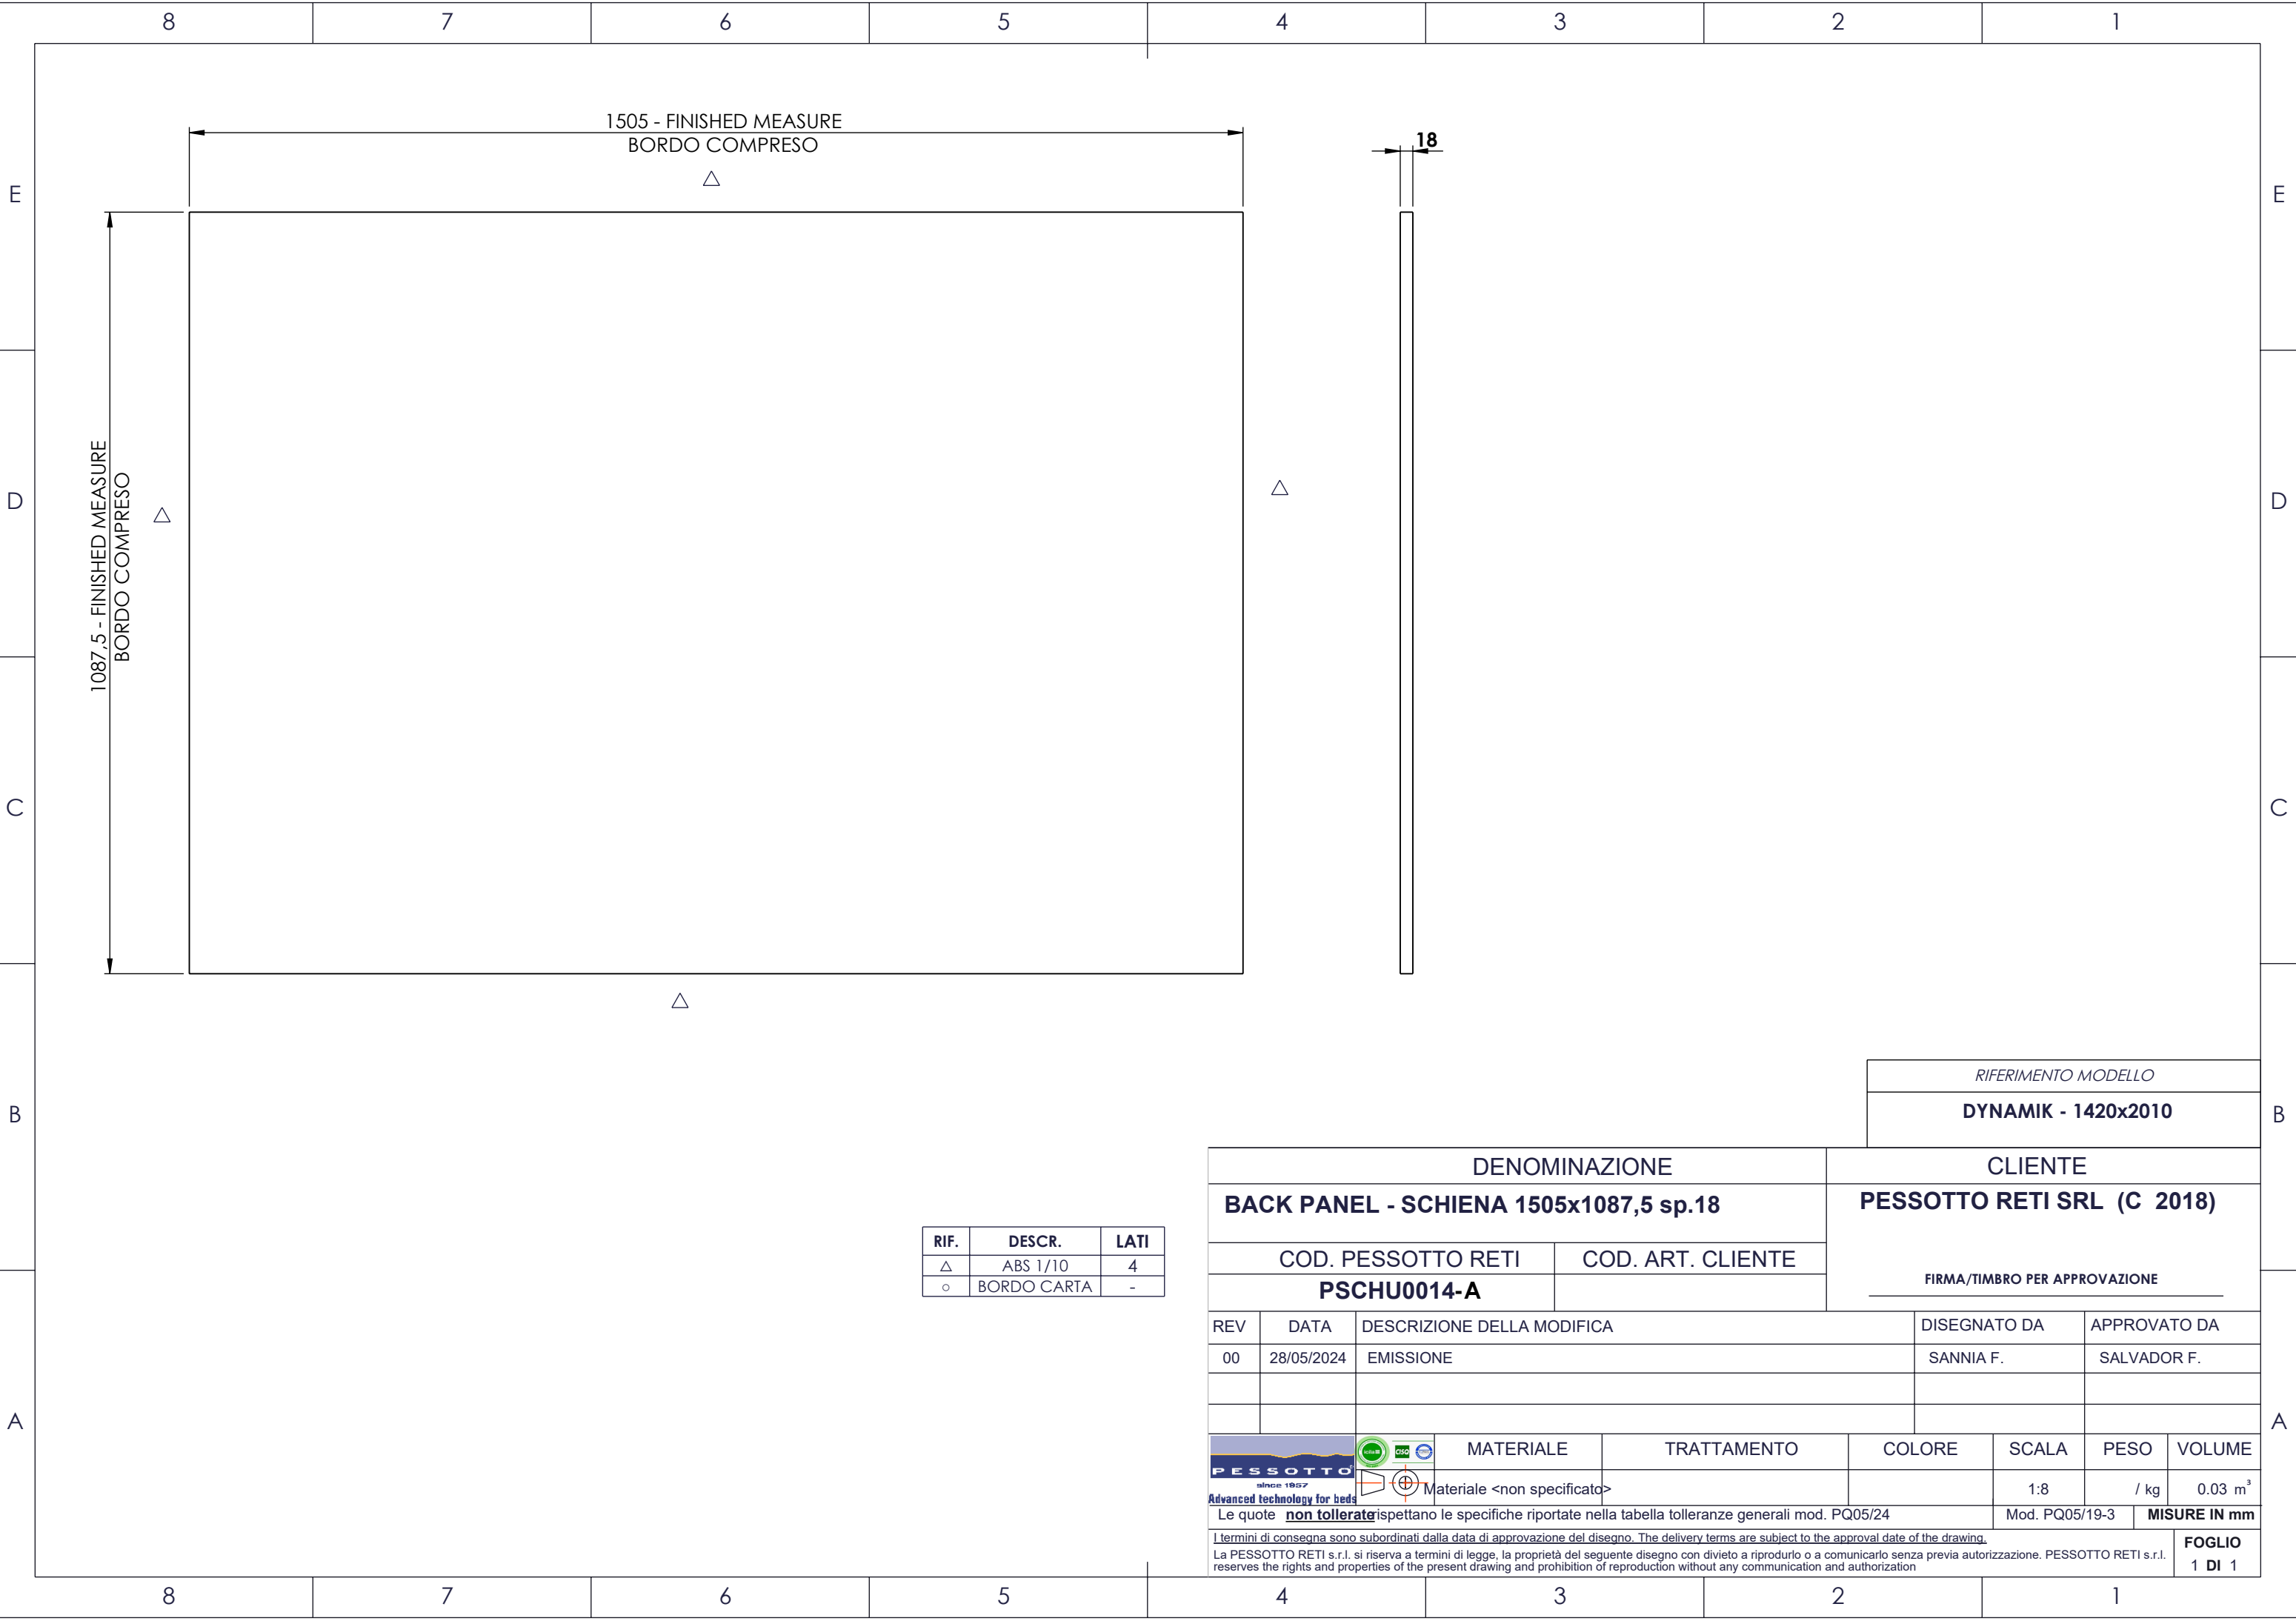 8 7 6 5 4 3 2 1
1505 - FINISHED MEASURE
BORDO COMPRESO
△
18
E E
1087,5 - FINISHED MEASURE
BORDO COMPRESO
△
△
D D
C C
△
RIFERIMENTO MODELLO
DYNAMIK - 1420x2010
B B
DENOMINAZIONE CLIENTE
BACK PANEL - SCHIENA 1505x1087,5 sp.18 PESSOTTO RETI SRL (C 2018)
RIF. DESCR. LATI
△ ABS 1/10 4
○ BORDO CARTA -
COD. PESSOTTO RETI COD. ART. CLIENTE
PSCHU0014-A
FIRMA/TIMBRO PER APPROVAZIONE
REV DATA DESCRIZIONE DELLA MODIFICA DISEGNATO DA APPROVATO DA
00 28/05/2024 EMISSIONE SANNIA F. SALVADOR F.
A A
PESSOTTO
since 1957
Advanced technology for beds
CISQ
MATERIALE TRATTAMENTO COLORE SCALA PESO VOLUME
Materiale <non specificato> 1:8 / kg 0.03 m³
Le quote non tollerate rispettano le specifiche riportate nella tabella tolleranze generali mod. PQ05/24 Mod. PQ05/19-3 MISURE IN mm
I termini di consegna sono subordinati dalla data di approvazione del disegno. The delivery terms are subject to the approval date of the drawing.
La PESSOTTO RETI s.r.l. si riserva a termini di legge, la proprietà del seguente disegno con divieto a riprodurlo o a comunicarlo senza previa autorizzazione. PESSOTTO RETI s.r.l.
reserves the rights and properties of the present drawing and prohibition of reproduction without any communication and authorization
FOGLIO
1 DI 1
8 7 6 5 4 3 2 1